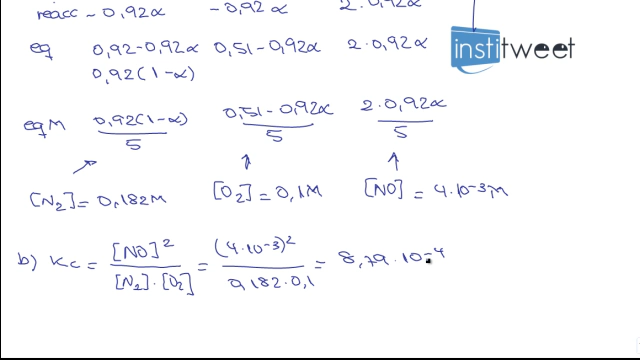 reacc - 0,92α - 0,92α 2·0,92α
eq 0,92-0,92α 0,51-0,92α 2·0,92α
0,92(1-α)
institweet
eqM 0,92(1-α)/5 0,51-0,92α/5 2·0,92α/5
[N₂]=0,182M [O₂]=0,1M [NO]=4·10⁻³M
b) Kc = [NO]²/[N₂]·[O₂] = (4·10⁻³)²/0,182·0,1 = 8,79·10⁻⁴